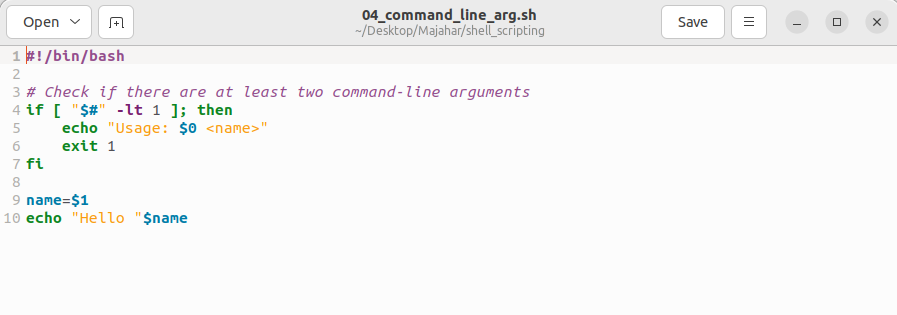 Open
04_command_line_arg.sh
~/Desktop/Majahar/shell_scripting
Save
1 #!/bin/bash
2
3 # Check if there are at least two command-line arguments
4 if [ "$#" -lt 1 ]; then
5     echo "Usage: $0 <name>"
6     exit 1
7 fi
8
9 name=$1
10 echo "Hello "$name